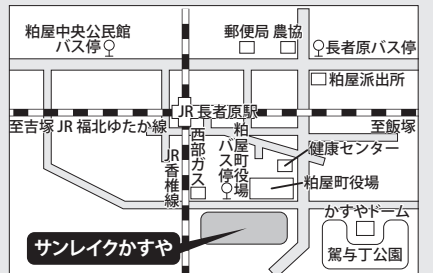 粕屋中央公民館
バス停
郵便局 農協
長者原バス停
粕屋派出所
JR 長者原駅
至吉塚 JR 福北ゆたか線
至飯塚
JR香椎線
西部ガス
粕屋町役場
バス停
健康センター
粕屋町役場
かすやドーム
サンレイクかすや
駕与丁公園